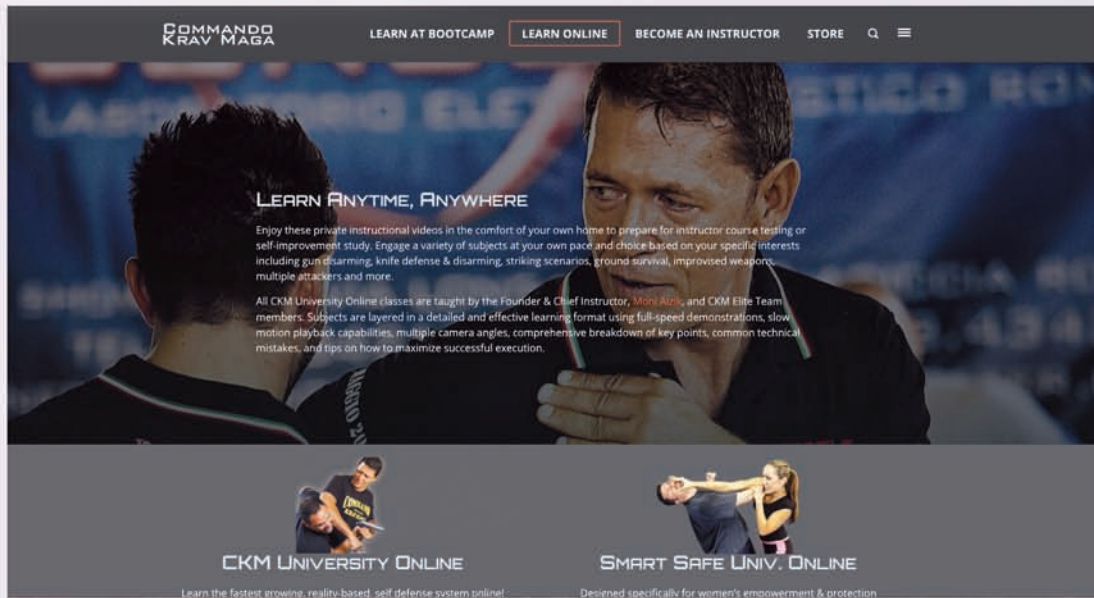 COMMANDO
KRAV MAGA
LEARN AT BOOTCAMP
LEARN ONLINE
BECOME AN INSTRUCTOR
STORE
LEARN ANYTIME, ANYWHERE
Enjoy these private instructional videos in the comfort of your own home to prepare for instructor course testing or
self-improvement study. Engage a variety of subjects at your own pace and choice based on your specific interests
including gun disarming, knife defense & disarming, striking scenarios, ground survival, improvised weapons,
multiple attackers and more.
All CKM University Online classes are taught by the Founder & Chief Instructor, Moni Aizik, and CKM Elite Team
members. Subjects are layered in a detailed and effective learning format using full-speed demonstrations, slow
motion playback capabilities, multiple camera angles, comprehensive breakdown of key points, common technical
mistakes, and tips on how to maximize successful execution.
CKM UNIVERSITY ONLINE
Learn the fastest growing, reality-based, self defense system online!
SMART SAFE UNIV. ONLINE
Designed specifically for women's empowerment & protection